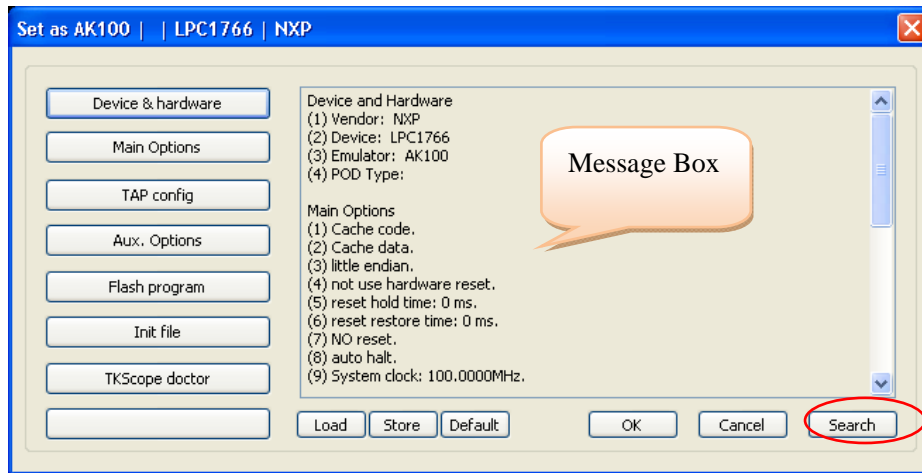 Set as AK100 | | LPC1766 | NXP
Device & hardware
Main Options
TAP config
Aux. Options
Flash program
Init file
TKScope doctor
Device and Hardware
(1) Vendor: NXP
(2) Device: LPC1766
(3) Emulator: AK100
(4) POD Type:
Main Options
(1) Cache code.
(2) Cache data.
(3) little endian.
(4) not use hardware reset.
(5) reset hold time: 0 ms.
(6) reset restore time: 0 ms.
(7) NO reset.
(8) auto halt.
(9) System clock: 100.0000MHz.
Message Box
Load Store Default OK Cancel Search